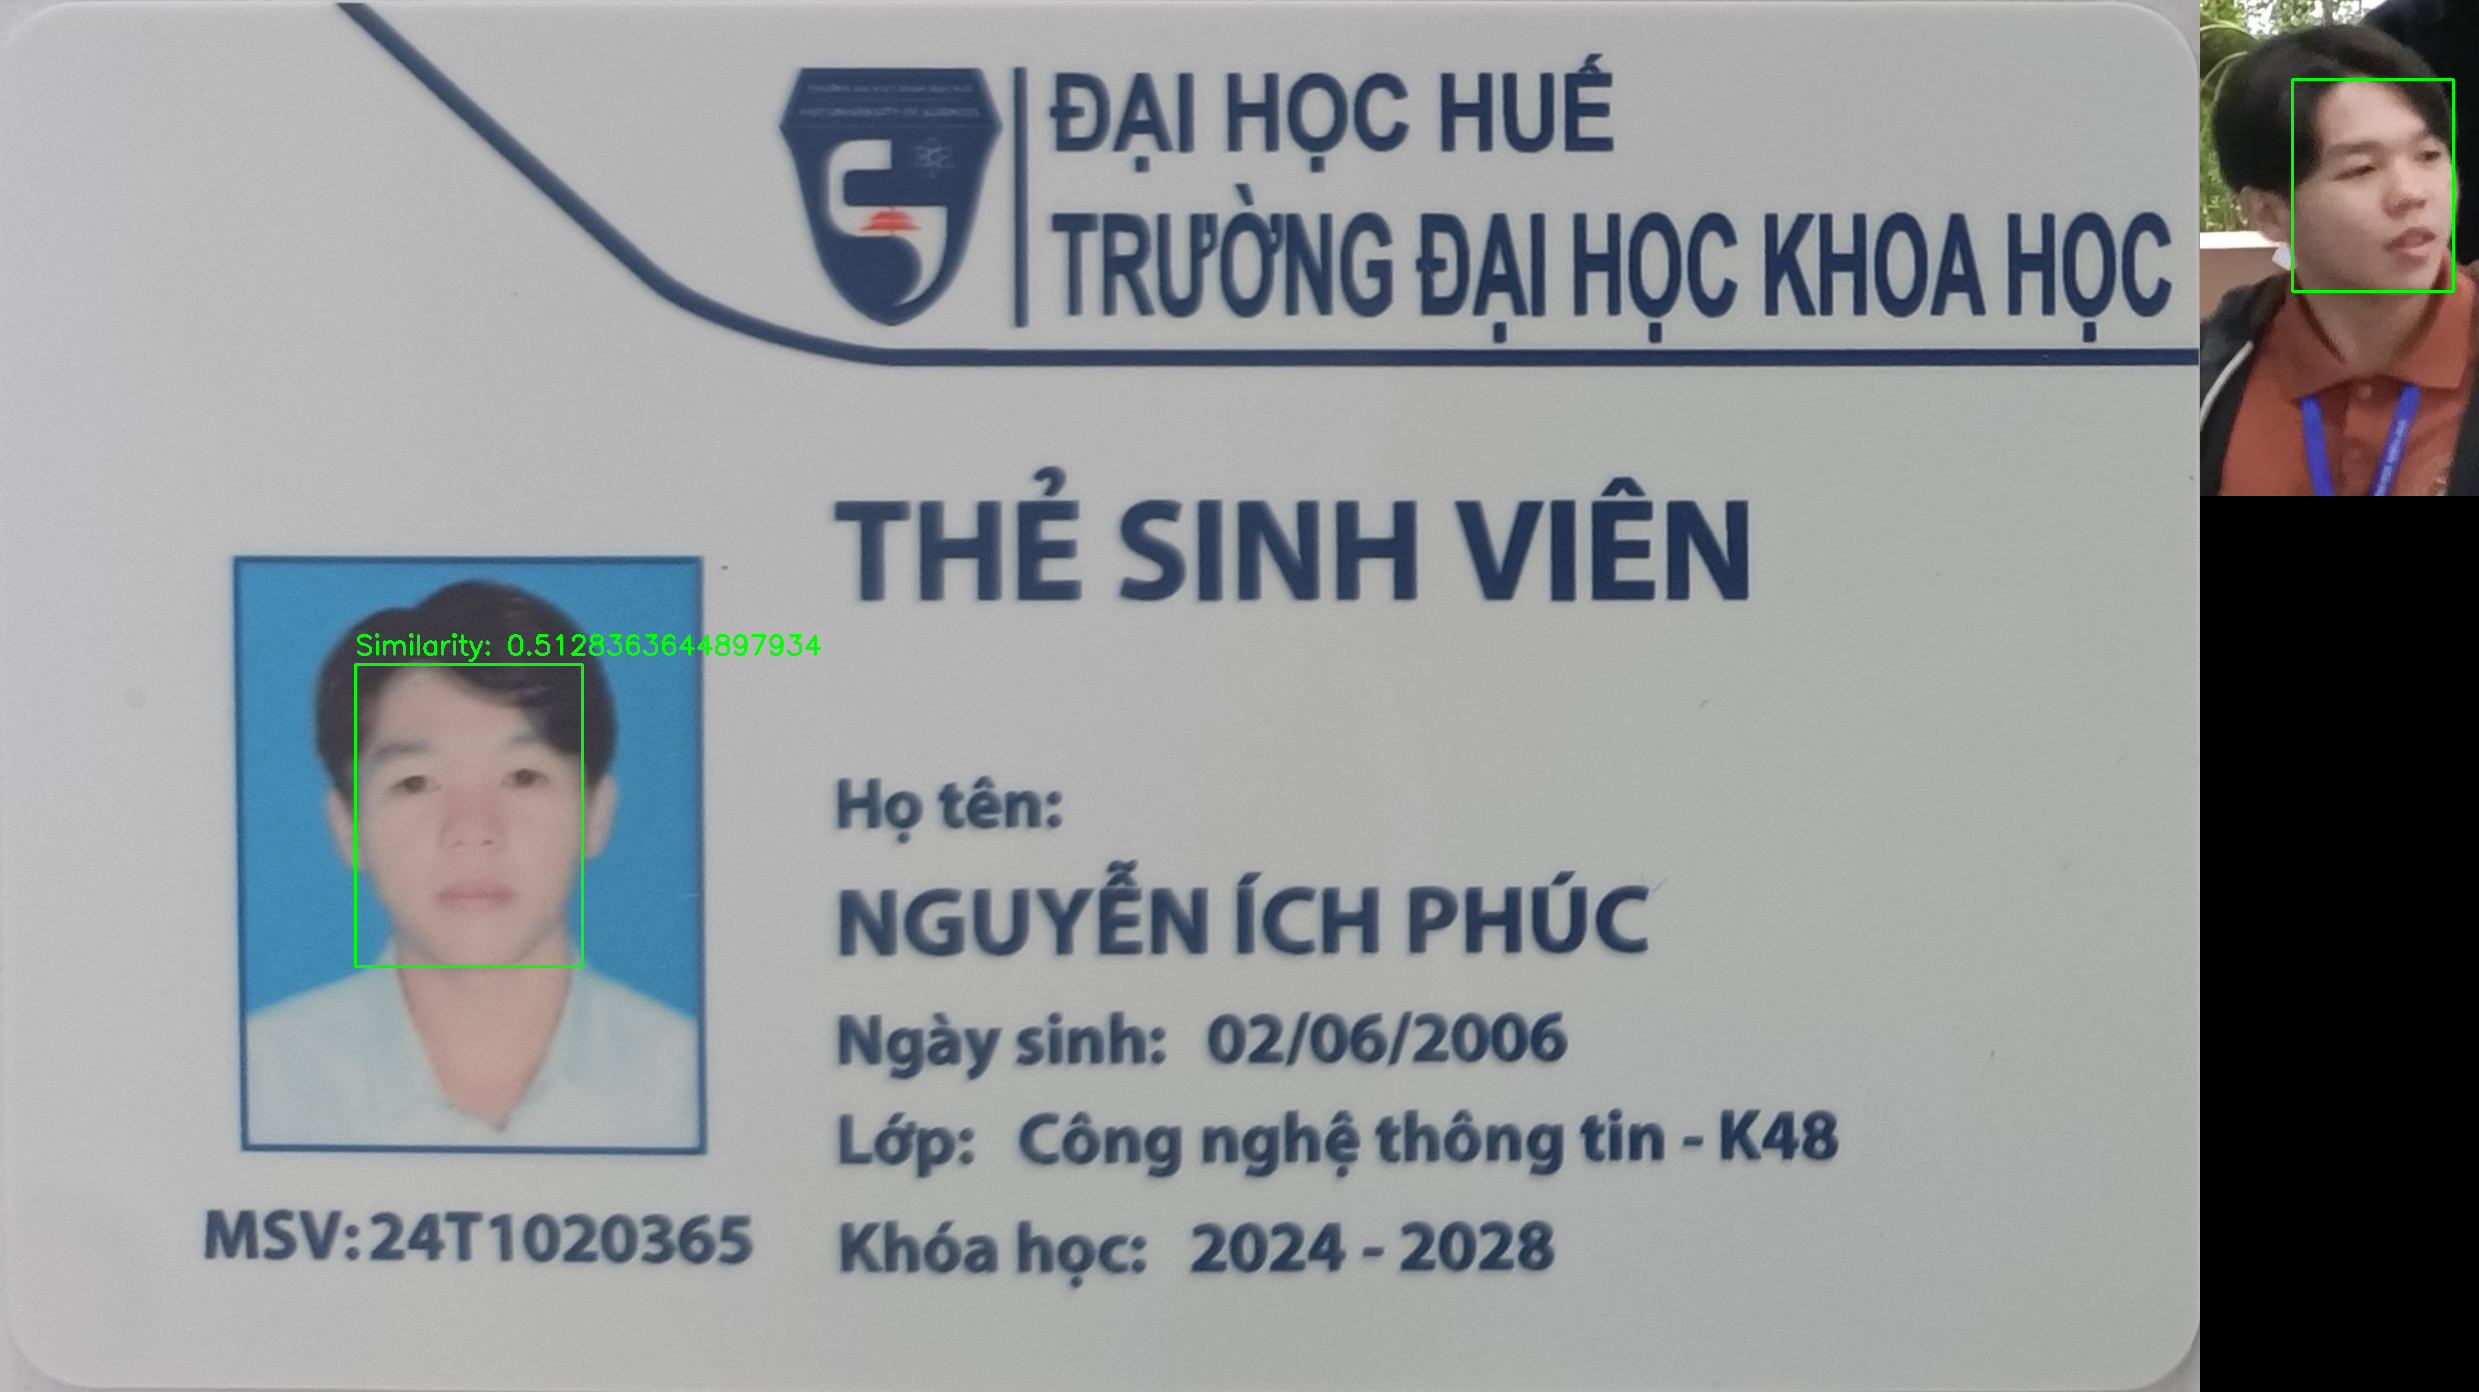 ĐẠI HỌC HUẾ
TRƯỜNG ĐẠI HỌC KHOA HỌC
THẺ SINH VIÊN
Similarity: 0.5128363644897934
Họ tên:
NGUYỄN ÍCH PHÚC
Ngày sinh: 02/06/2006
Lớp: Công nghệ thông tin - K48
MSV: 24T1020365
Khóa học: 2024 - 2028